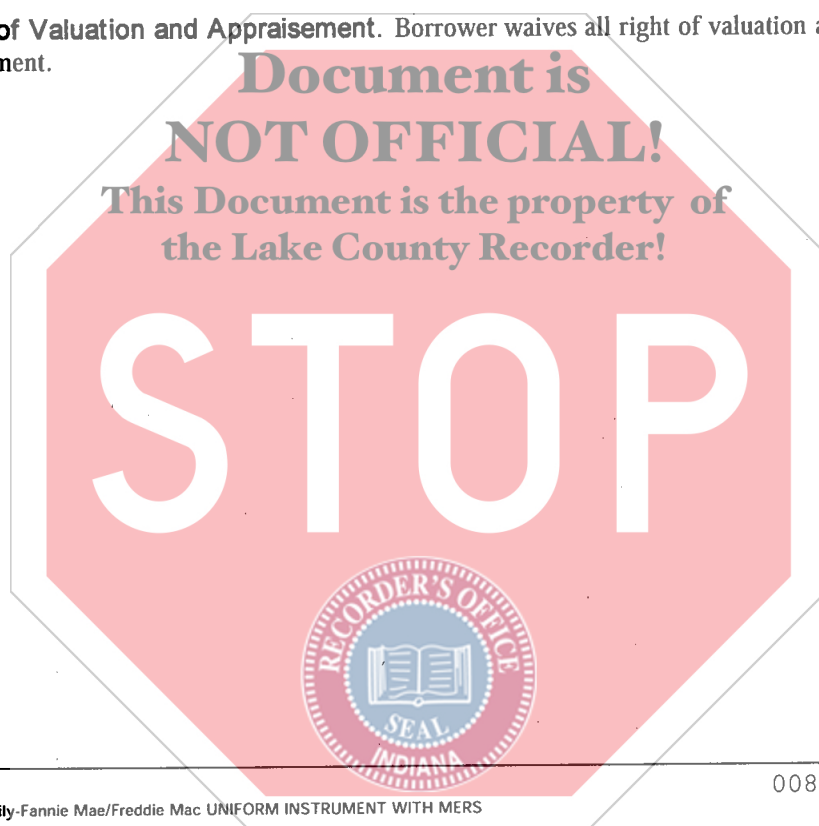 of Valuation and Appraisement. Borrower waives all right of valuation a
ment.
Document is
NOT OFFICIAL!
This Document is the property of
the Lake County Recorder!
STOP
RECORDER'S OFFICE
SEAL
INDIANA
008
ily-Fannie Mae/Freddie Mac UNIFORM INSTRUMENT WITH MERS